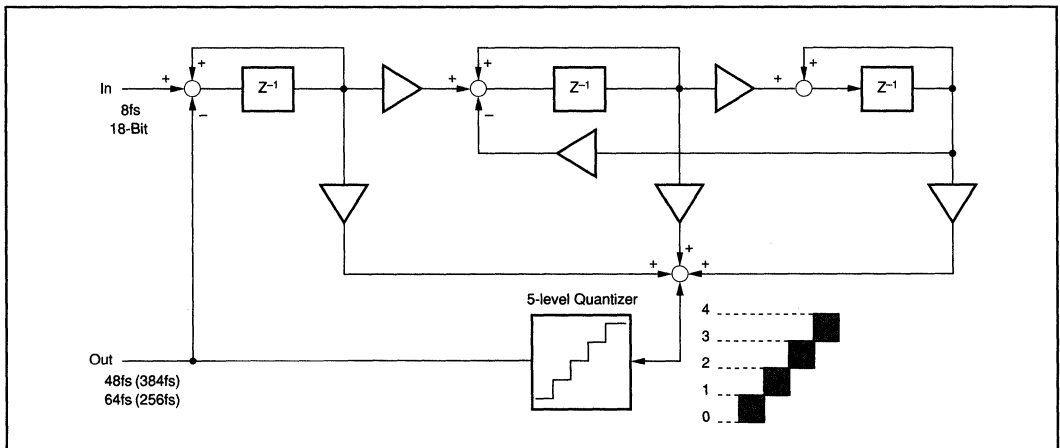 + + +
In + Z⁻¹ + Z⁻¹ + Z⁻¹
8fs − −
18-Bit
+
+ +
5-level Quantizer
4
3
2
1
0
Out
48fs (384fs)
64fs (256fs)